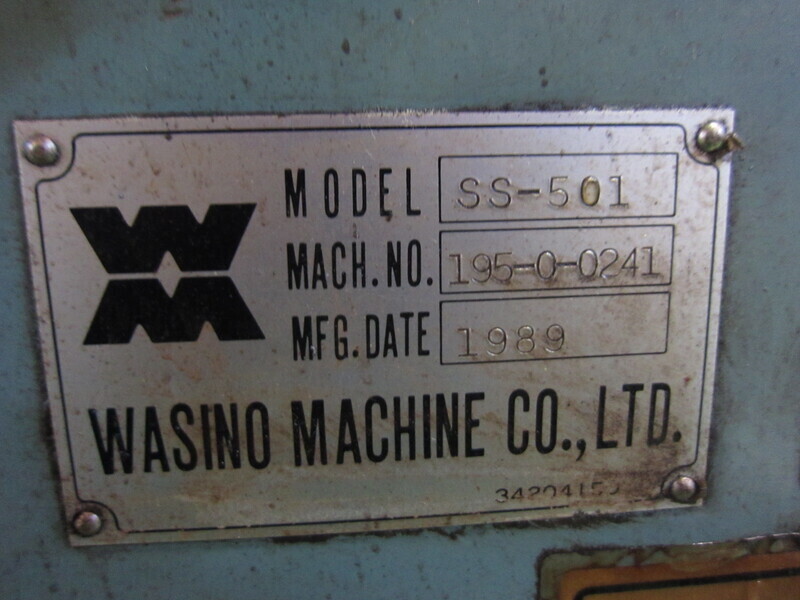 MODEL SS-501
MACH.NO. 195-0-0241
MFG.DATE 1989
WASINO MACHINE CO.,LTD.